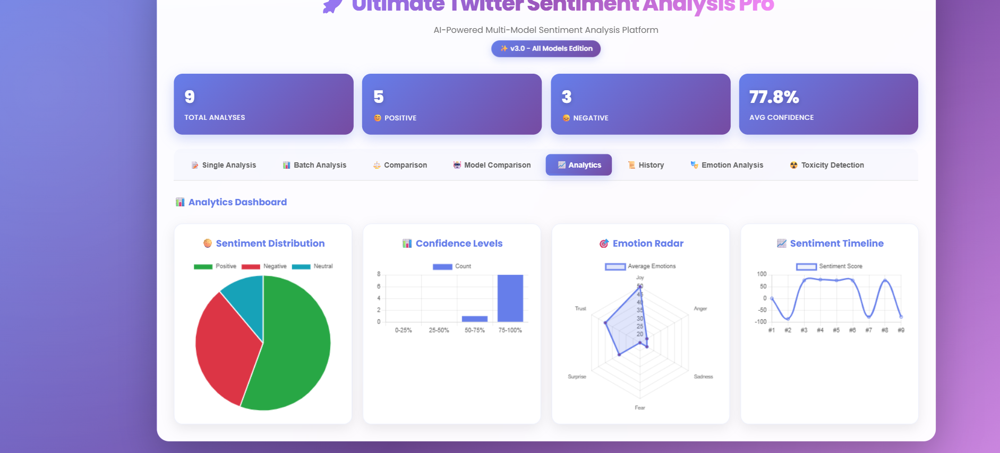 Ultimate Twitter Sentiment Analysis Pro
AI-Powered Multi-Model Sentiment Analysis Platform
✨ v3.0 - All Models Edition
9
TOTAL ANALYSES
5
😊 POSITIVE
3
😞 NEGATIVE
77.8%
AVG CONFIDENCE
Single Analysis
Batch Analysis
Comparison
Model Comparison
Analytics
History
Emotion Analysis
Toxicity Detection
Analytics Dashboard
Sentiment Distribution
Positive
Negative
Neutral
Confidence Levels
Count
8
6
4
2
0
0-25%
25-50%
50-75%
75-100%
Emotion Radar
Average Emotions
Joy
50
45
40
35
30
25
20
Trust
Anger
Surprise
Sadness
Fear
Sentiment Timeline
Sentiment Score
100
50
0
-50
-100
#1
#2
#3
#4
#5
#6
#7
#8
#9